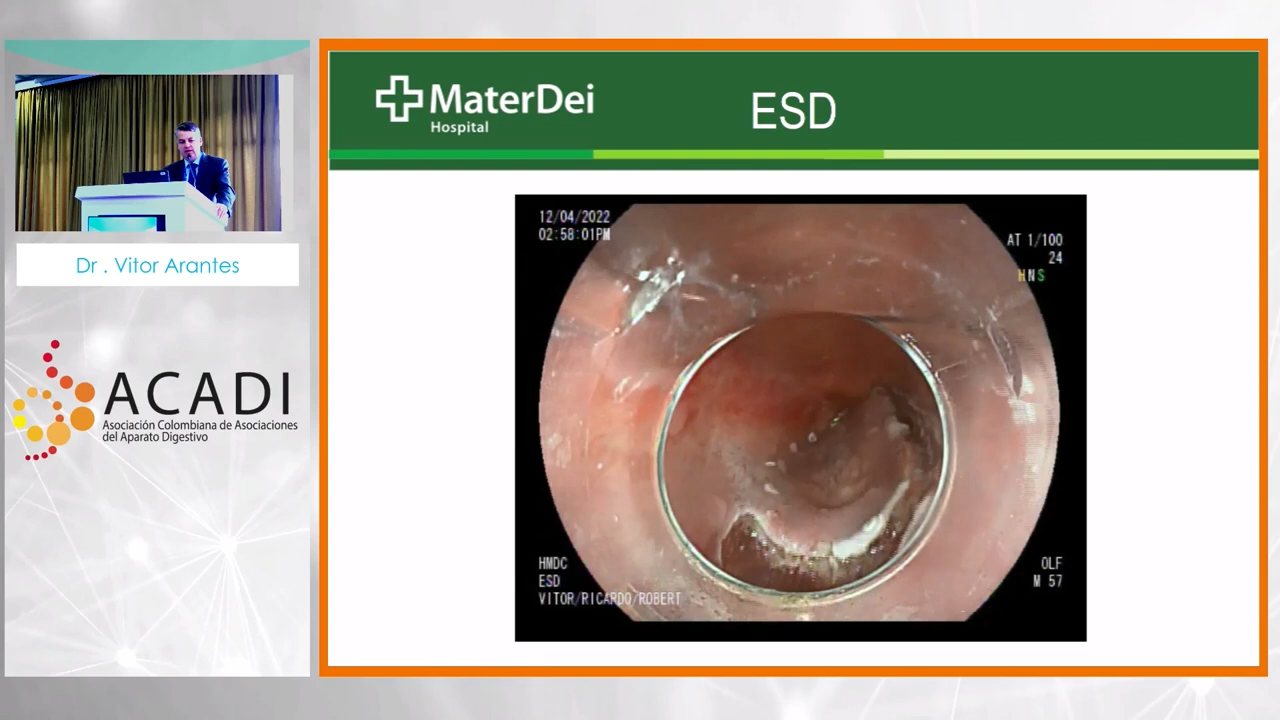 Dr . Vitor Arantes
ACADI
Asociación Colombiana de Asociaciones
del Aparato Digestivo
MaterDei
Hospital
ESD
12/04/2022
02:58:01PM
AT 1/100
24
HNS
HMDC
ESD
VITOR/RICARDO/ROBERT
OLF
M 57